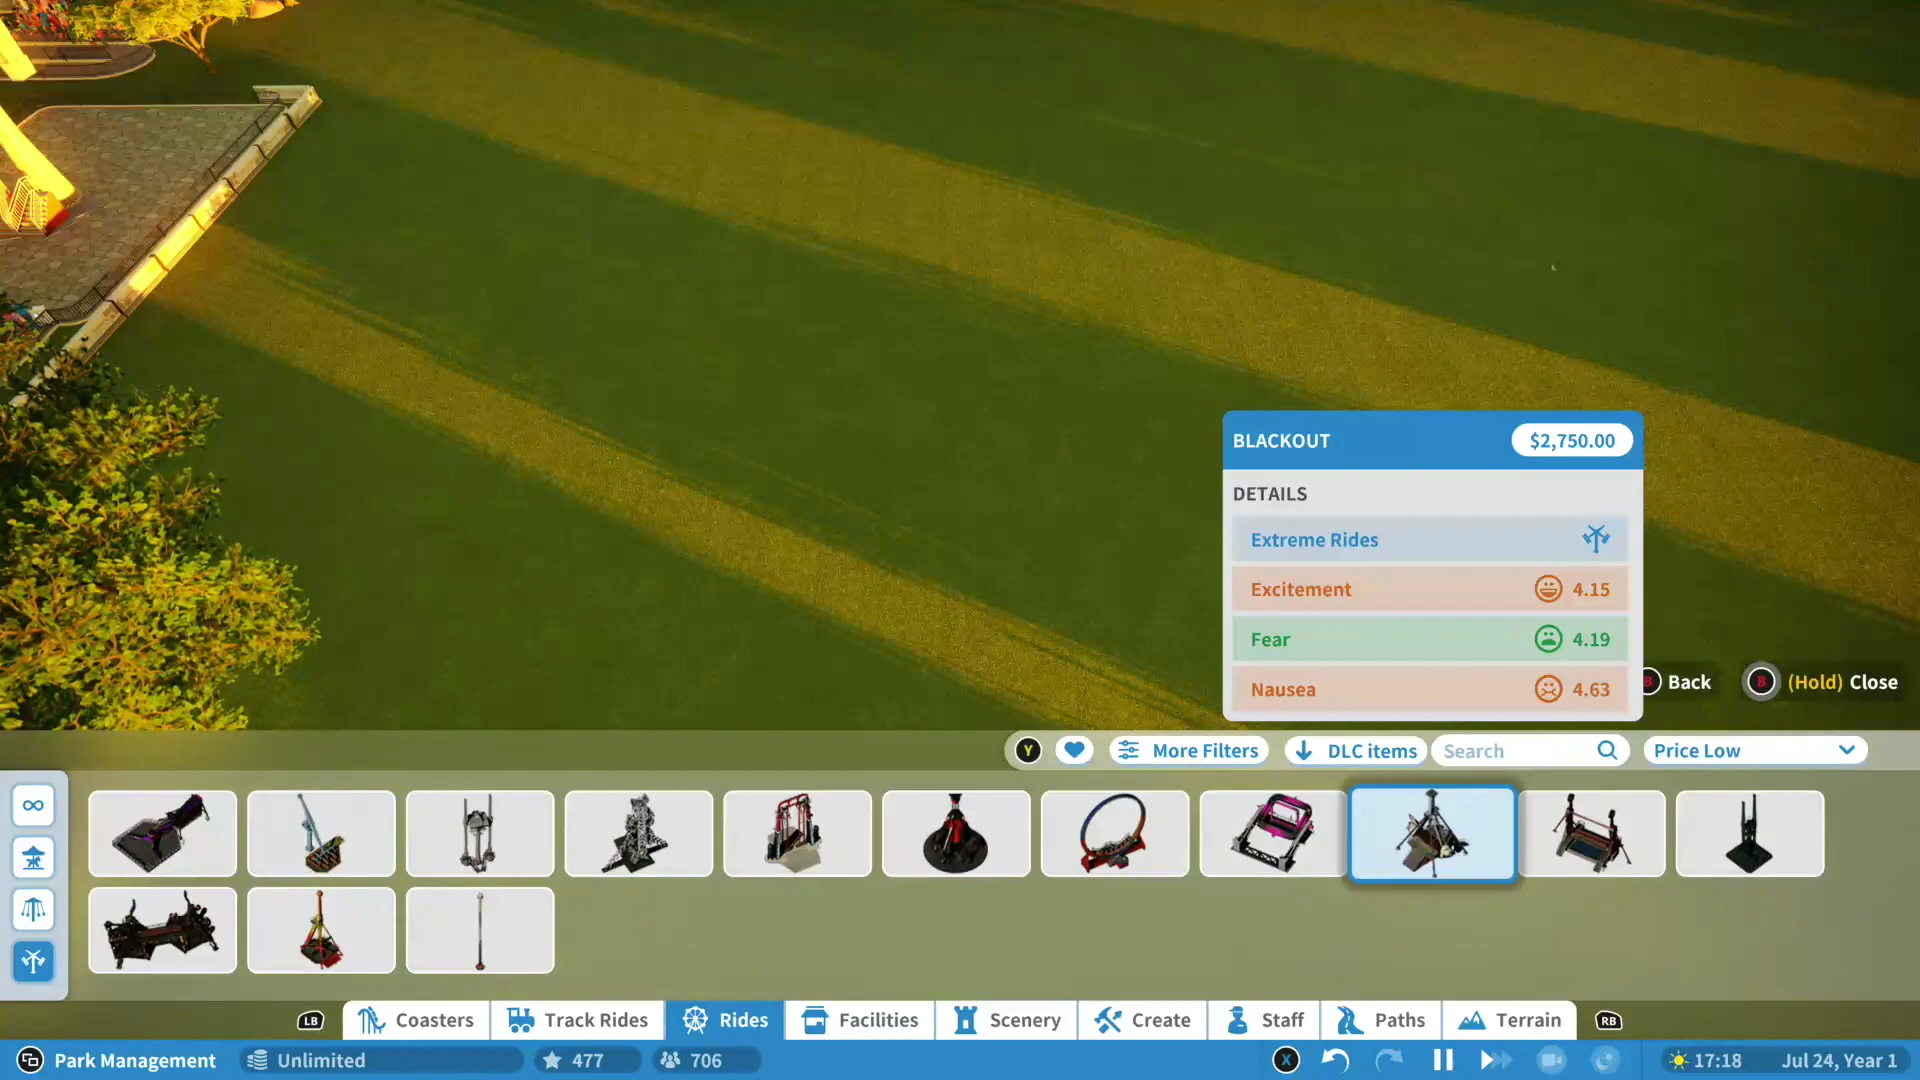 BLACKOUT $2,750.00
DETAILS
Extreme Rides
Excitement 4.15
Fear 4.19
Nausea 4.63
B Back B (Hold) Close
Y More Filters DLC items Search Price Low
LB Coasters Track Rides Rides Facilities Scenery Create Staff Paths Terrain RB
Park Management Unlimited 477 706 X 17:18 Jul 24, Year 1